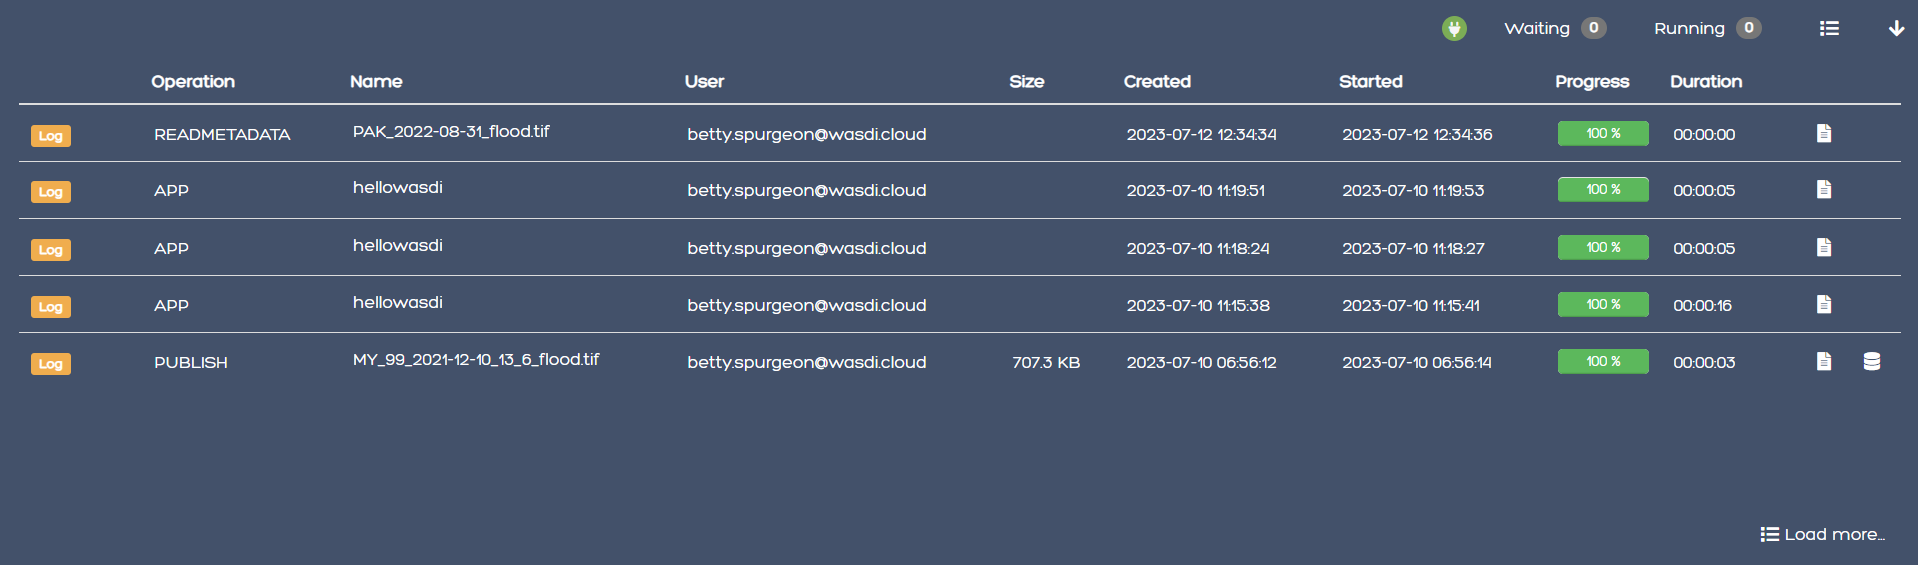 Waiting 0 Running 0
Operation Name User Size Created Started Progress Duration
Log READMETADATA PAK_2022-08-31_flood.tif betty.spurgeon@wasdi.cloud 2023-07-12 12:34:34 2023-07-12 12:34:36 100 % 00:00:00
Log APP hellowasdi betty.spurgeon@wasdi.cloud 2023-07-10 11:19:51 2023-07-10 11:19:53 100 % 00:00:05
Log APP hellowasdi betty.spurgeon@wasdi.cloud 2023-07-10 11:18:24 2023-07-10 11:18:27 100 % 00:00:05
Log APP hellowasdi betty.spurgeon@wasdi.cloud 2023-07-10 11:15:38 2023-07-10 11:15:41 100 % 00:00:16
Log PUBLISH MY_99_2021-12-10_13_6_flood.tif betty.spurgeon@wasdi.cloud 707.3 KB 2023-07-10 06:56:12 2023-07-10 06:56:14 100 % 00:00:03
Load more...